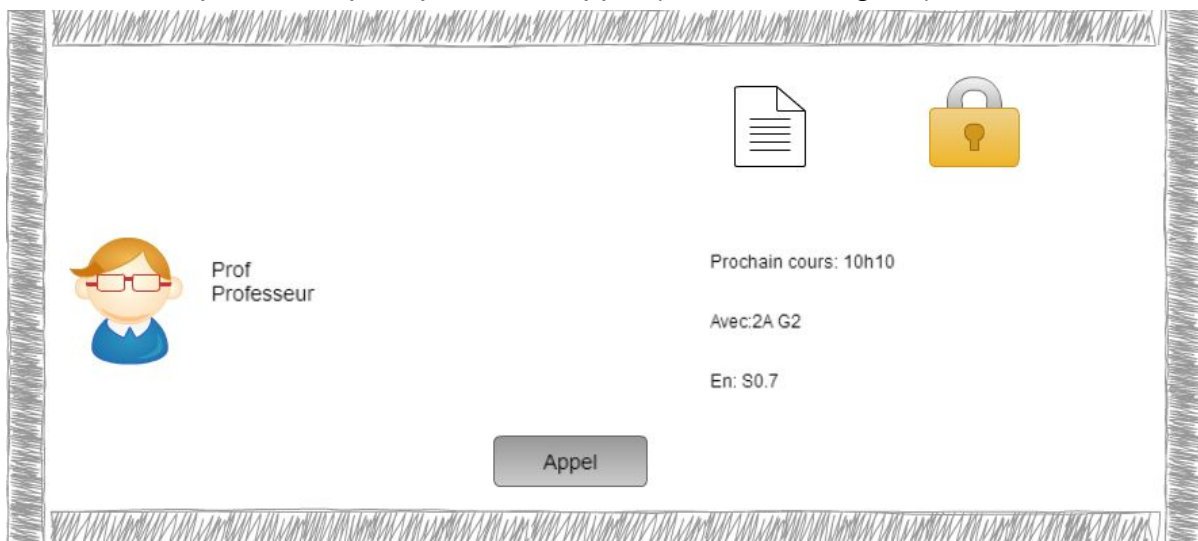 Prof
Professeur
Prochain cours: 10h10
Avec:2A G2
En: S0.7
Appel